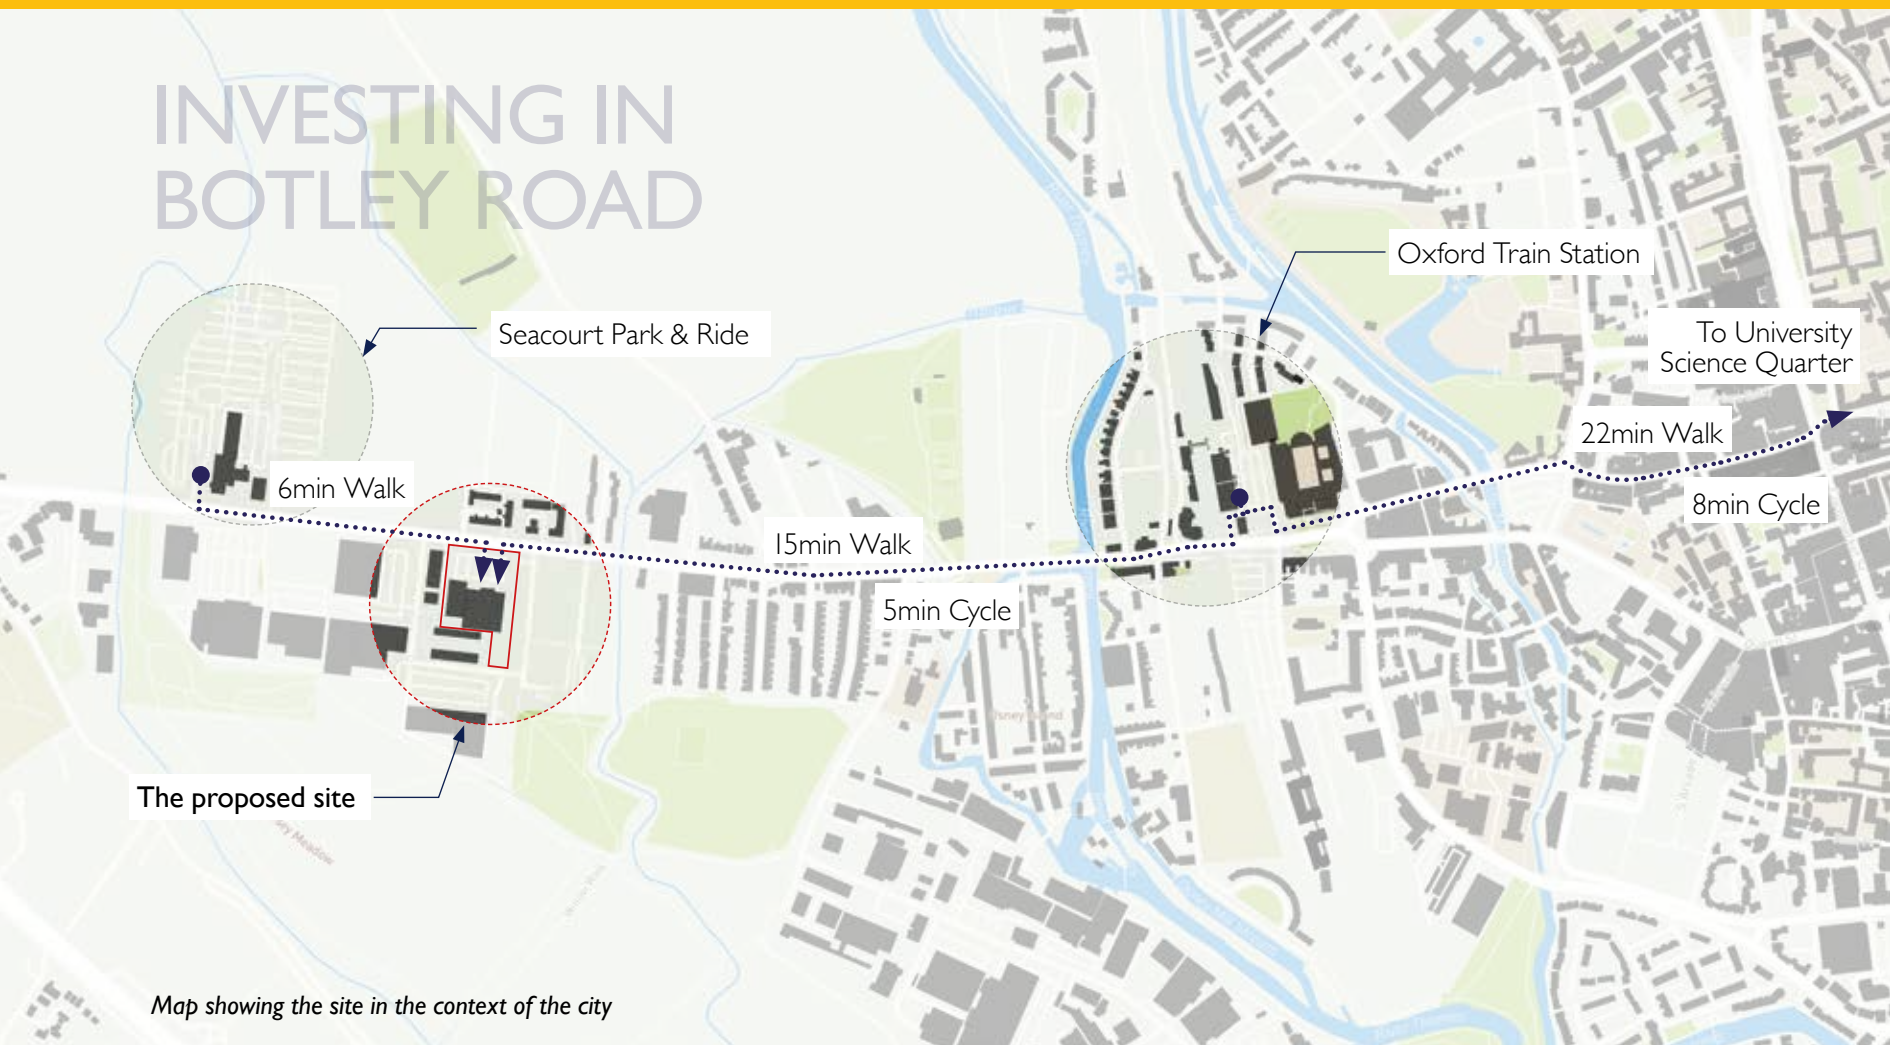 INVESTING IN
BOTLEY ROAD
Oxford Train Station
Seacourt Park & Ride
To University
Science Quarter
22min Walk
6min Walk
8min Cycle
15min Walk
5min Cycle
The proposed site
Map showing the site in the context of the city